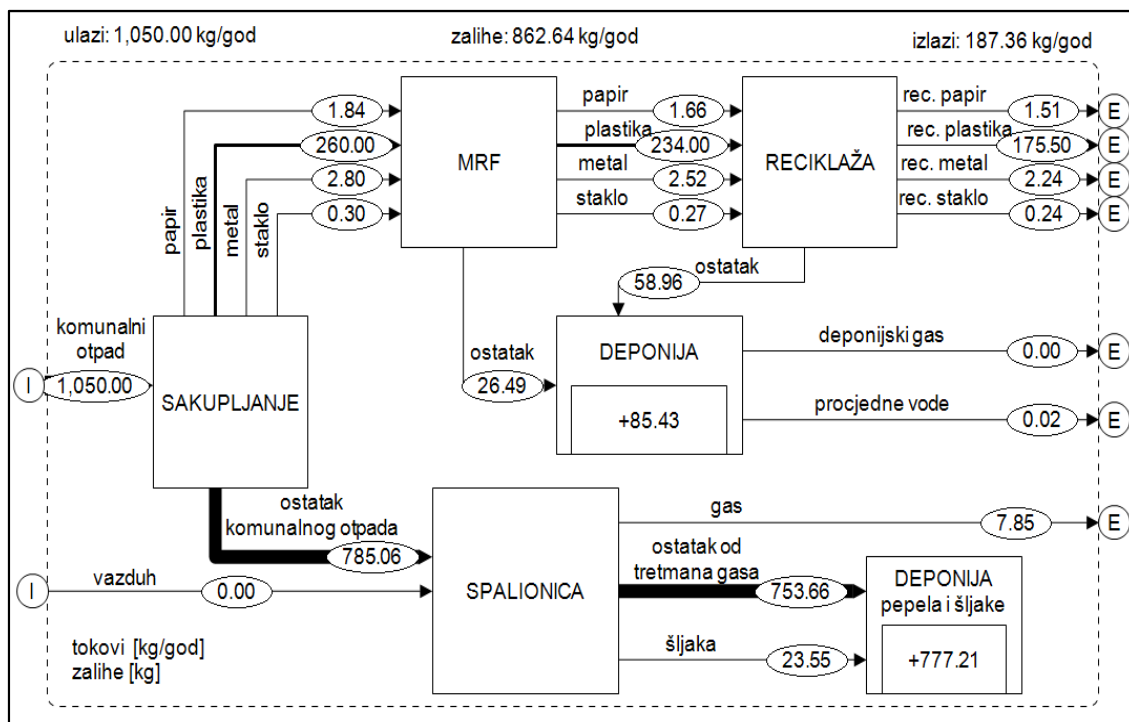 ulazi: 1,050.00 kg/god
zalihe: 862.64 kg/god
izlazi: 187.36 kg/god
papir
1.84
plastika
260.00
metal
2.80
staklo
0.30
MRF
papir
1.66
plastika
234.00
metal
2.52
staklo
0.27
RECIKLAŽA
rec. papir
1.51
E
rec. plastika
175.50
E
rec. metal
2.24
E
rec. staklo
0.24
E
ostatak
58.96
ostatak
26.49
komunalni
otpad
I
1,050.00
SAKUPLJANJE
DEPONIJA
+85.43
deponijski gas
0.00
E
procjedne vode
0.02
E
ostatak
komunalnog otpada
785.06
I
vazduh
0.00
SPALIONICA
gas
7.85
E
ostatak od
tretmana gasa
753.66
šljaka
23.55
DEPONIJA
pepela i šljake
+777.21
tokovi [kg/god]
zalihe [kg]